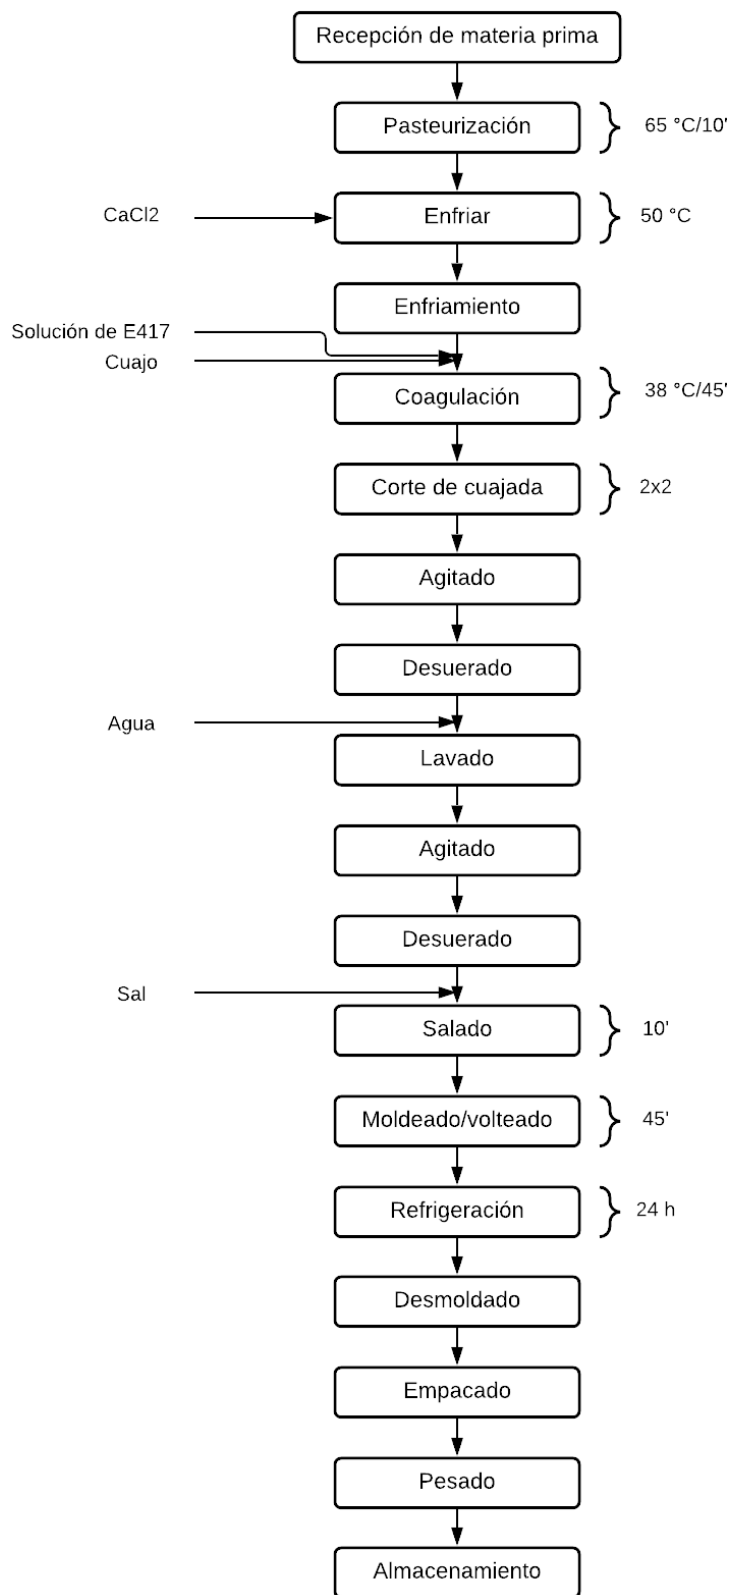 Recepción de materia prima
Pasteurización
65 °C/10'
CaCl2
Enfriar
50 °C
Enfriamiento
Solución de E417
Cuajo
Coagulación
38 °C/45'
Corte de cuajada
2x2
Agitado
Desuerado
Agua
Lavado
Agitado
Desuerado
Sal
Salado
10'
Moldeado/volteado
45'
Refrigeración
24 h
Desmoldado
Empacado
Pesado
Almacenamiento